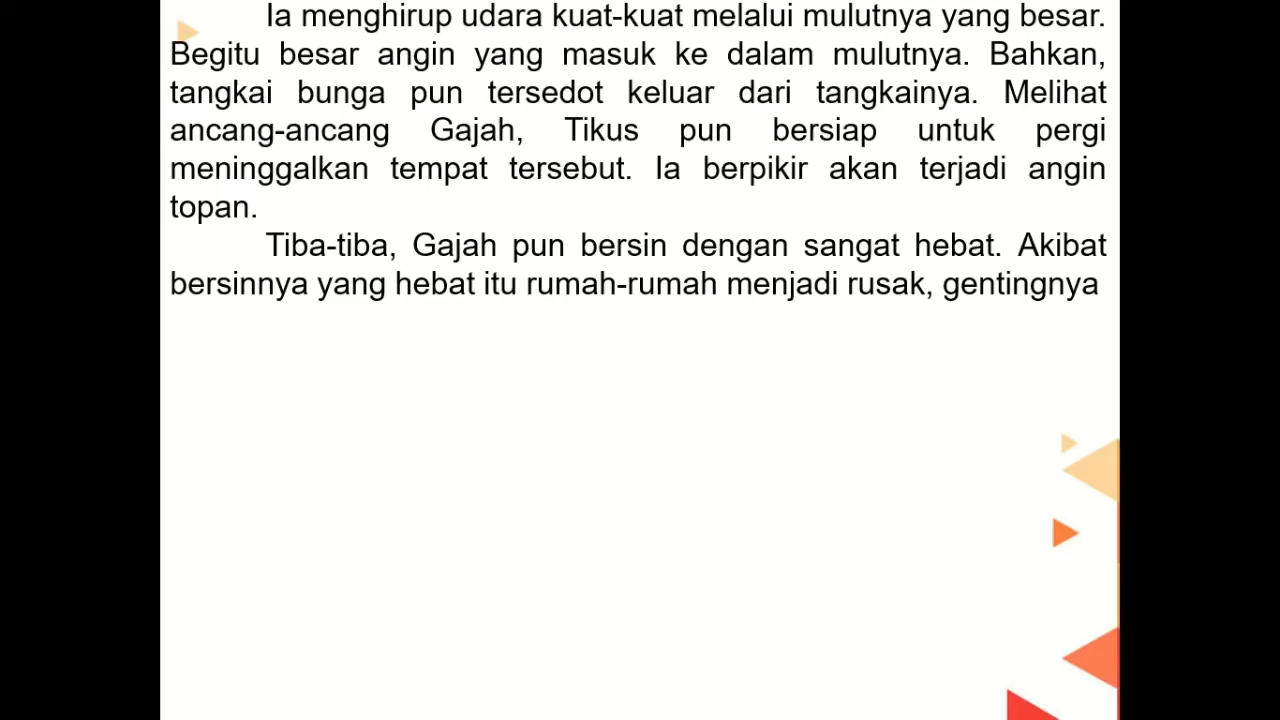 Ia menghirup udara kuat-kuat melalui mulutnya yang besar.
Begitu besar angin yang masuk ke dalam mulutnya. Bahkan,
tangkai bunga pun tersedot keluar dari tangkainya. Melihat
ancang-ancang Gajah, Tikus pun bersiap untuk pergi
meninggalkan tempat tersebut. Ia berpikir akan terjadi angin
topan.
Tiba-tiba, Gajah pun bersin dengan sangat hebat. Akibat
bersinnya yang hebat itu rumah-rumah menjadi rusak, gentingnya